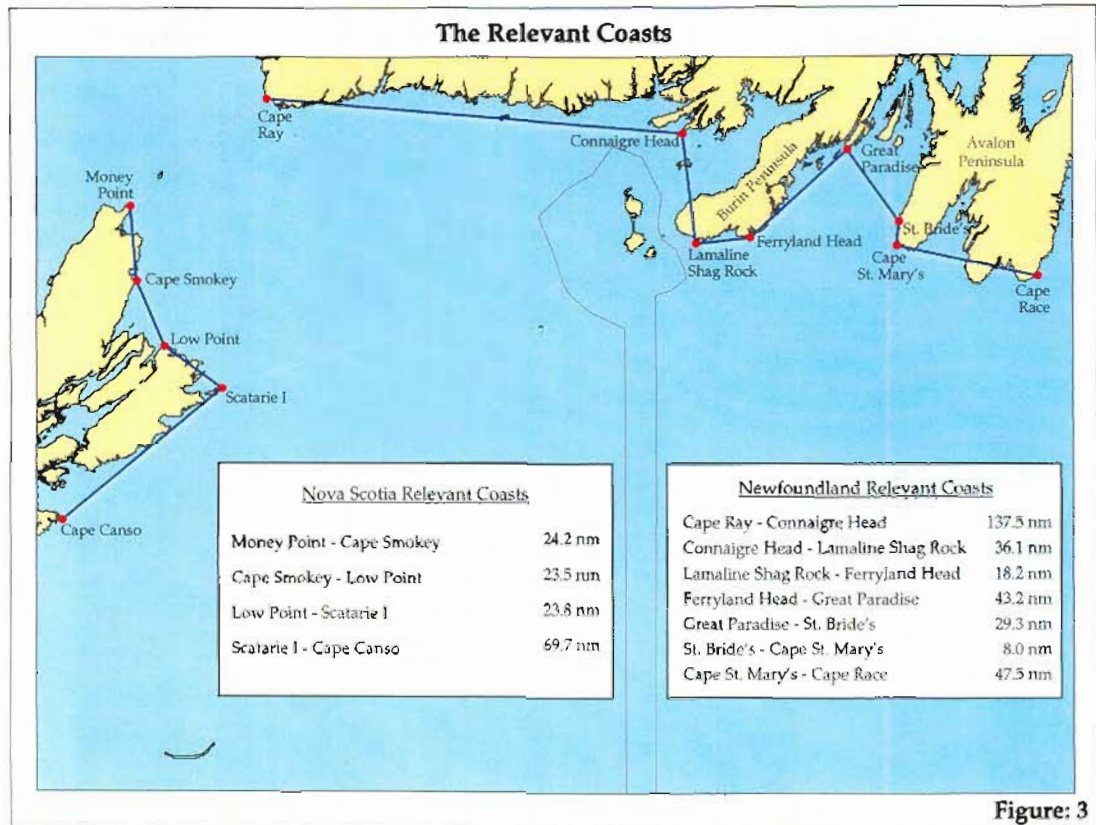 The Relevant Coasts
Cape
Ray
Connaigre Head
Great
Paradise
Avalon
Peninsula
Burin Peninsula
Money
Point
St. Bride's
Ferryland Head
Lamaline
Shag Rock
Cape
St. Mary's
Cape
Race
Cape Smokey
Low Point
Scatarie I
Cape Canso
Nova Scotia Relevant Coasts
Money Point - Cape Smokey 24.2 nm
Cape Smokey - Low Point 23.5 nm
Low Point - Scatarie I 23.8 nm
Scatarie I - Cape Canso 69.7 nm
Newfoundland Relevant Coasts
Cape Ray - Connaigre Head 137.5 nm
Connaigre Head - Lamaline Shag Rock 36.1 nm
Lamaline Shag Rock - Ferryland Head 18.2 nm
Ferryland Head - Great Paradise 43.2 nm
Great Paradise - St. Bride's 29.3 nm
St. Bride's - Cape St. Mary's 8.0 nm
Cape St. Mary's - Cape Race 47.5 nm
Figure: 3